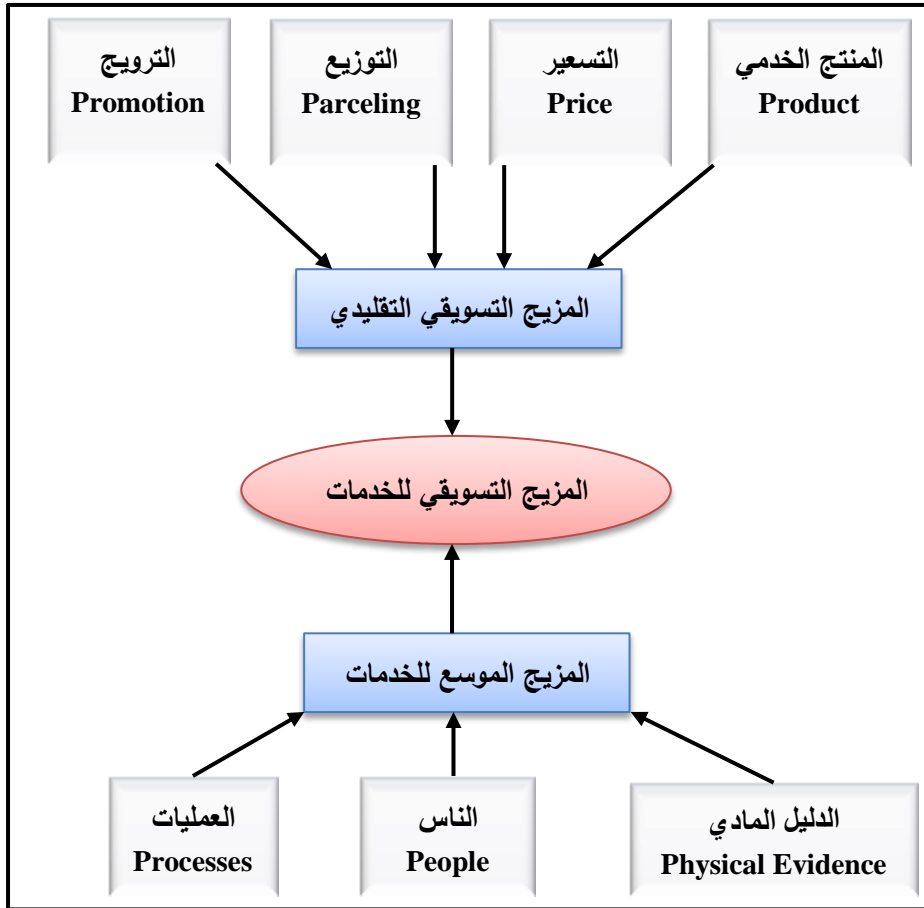 المنتج الخدمي
Product
التسعير
Price
التوزيع
Parceling
الترويج
Promotion
المزيج التسويقي التقليدي
المزيج التسويقي للخدمات
المزيج الموسع للخدمات
الدليل المادي
Physical Evidence
الناس
People
العمليات
Processes